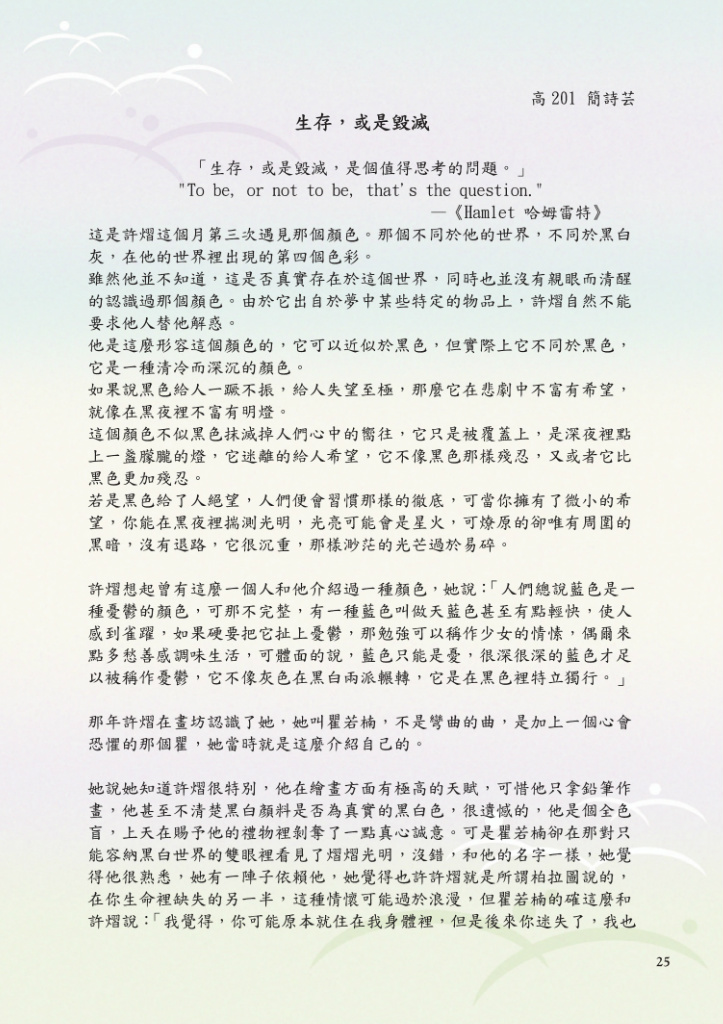 高 201 簡詩芸
生存，或是毀滅
「生存，或是毀滅，是個值得思考的問題。」
"To be, or not to be, that's the question."
—《Hamlet 哈姆雷特》
這是許熠這個月第三次遇見那個顏色。那個不同於他的世界，不同於黑白
灰，在他的世界裡出現的第四個色彩。
雖然他並不知道，這是否真實存在於這個世界，同時也並沒有親眼而清醒
的認識過那個顏色。由於它出自於夢中某些特定的物品上，許熠自然不能
要求他人替他解惑。
他是這麼形容這個顏色的，它可以近似於黑色，但實際上它不同於黑色，
它是一種清冷而深沉的顏色。
如果說黑色給人一蹶不振，給人失望至極，那麼它在悲劇中不富有希望，
就像在黑夜裡不富有明燈。
這個顏色不似黑色抹滅掉人們心中的嚮往，它只是被覆蓋上，是深夜裡點
上一盞朦朧的燈，它迷離的給人希望，它不像黑色那樣殘忍，又或者它比
黑色更加殘忍。
若是黑色給了人絕望，人們便會習慣那樣的徹底，可當你擁有了微小的希
望，你能在黑夜裡揣測光明，光亮可能會是星火，可燎原的卻唯有周圍的
黑暗，沒有退路，它很沉重，那樣渺茫的光芒過於易碎。
許熠想起曾有這麼一個人和他介紹過一種顏色，她說：「人們總說藍色是一
種憂鬱的顏色，可那不完整，有一種藍色叫做天藍色甚至有點輕快，使人
感到雀躍，如果硬要把它扯上憂鬱，那勉強可以稱作少女的情愫，偶爾來
點多愁善感調味生活，可體面的說，藍色只能是憂，很深很深的藍色才足
以被稱作憂鬱，它不像灰色在黑白兩派輾轉，它是在黑色裡特立獨行。」
那年許熠在畫坊認識了她，她叫瞿若楠，不是彎曲的曲，是加上一個心會
恐懼的那個瞿，她當時就是這麼介紹自己的。
她說她知道許熠很特別，他在繪畫方面有極高的天賦，可惜他只拿鉛筆作
畫，他甚至不清楚黑白顏料是否為真實的黑白色，很遺憾的，他是個全色
盲，上天在賜予他的禮物裡剝奪了一點真心誠意。可是瞿若楠卻在那對只
能容納黑白世界的雙眼裡看見了熠熠光明，沒錯，和他的名字一樣，她覺
得他很熟悉，她有一陣子依賴他，她覺得也許許熠就是所謂柏拉圖說的，
在你生命裡缺失的另一半，這種情懷可能過於浪漫，但瞿若楠的確這麼和
許熠說：「我覺得，你可能原本就住在我身體裡，但是後來你迷失了，我也
25